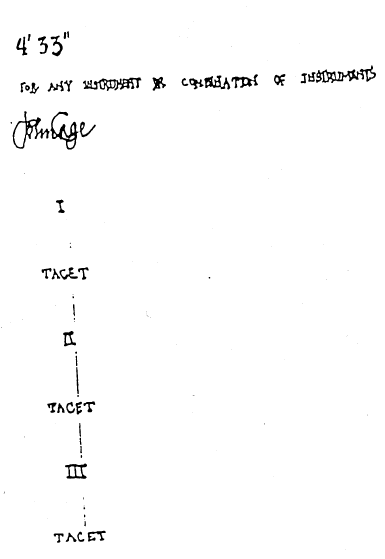 4' 33"
FOR ANY INSTRUMENT OR COMBINATION OF INSTRUMENTS
John Cage
I
TACET
II
TACET
III
TACET